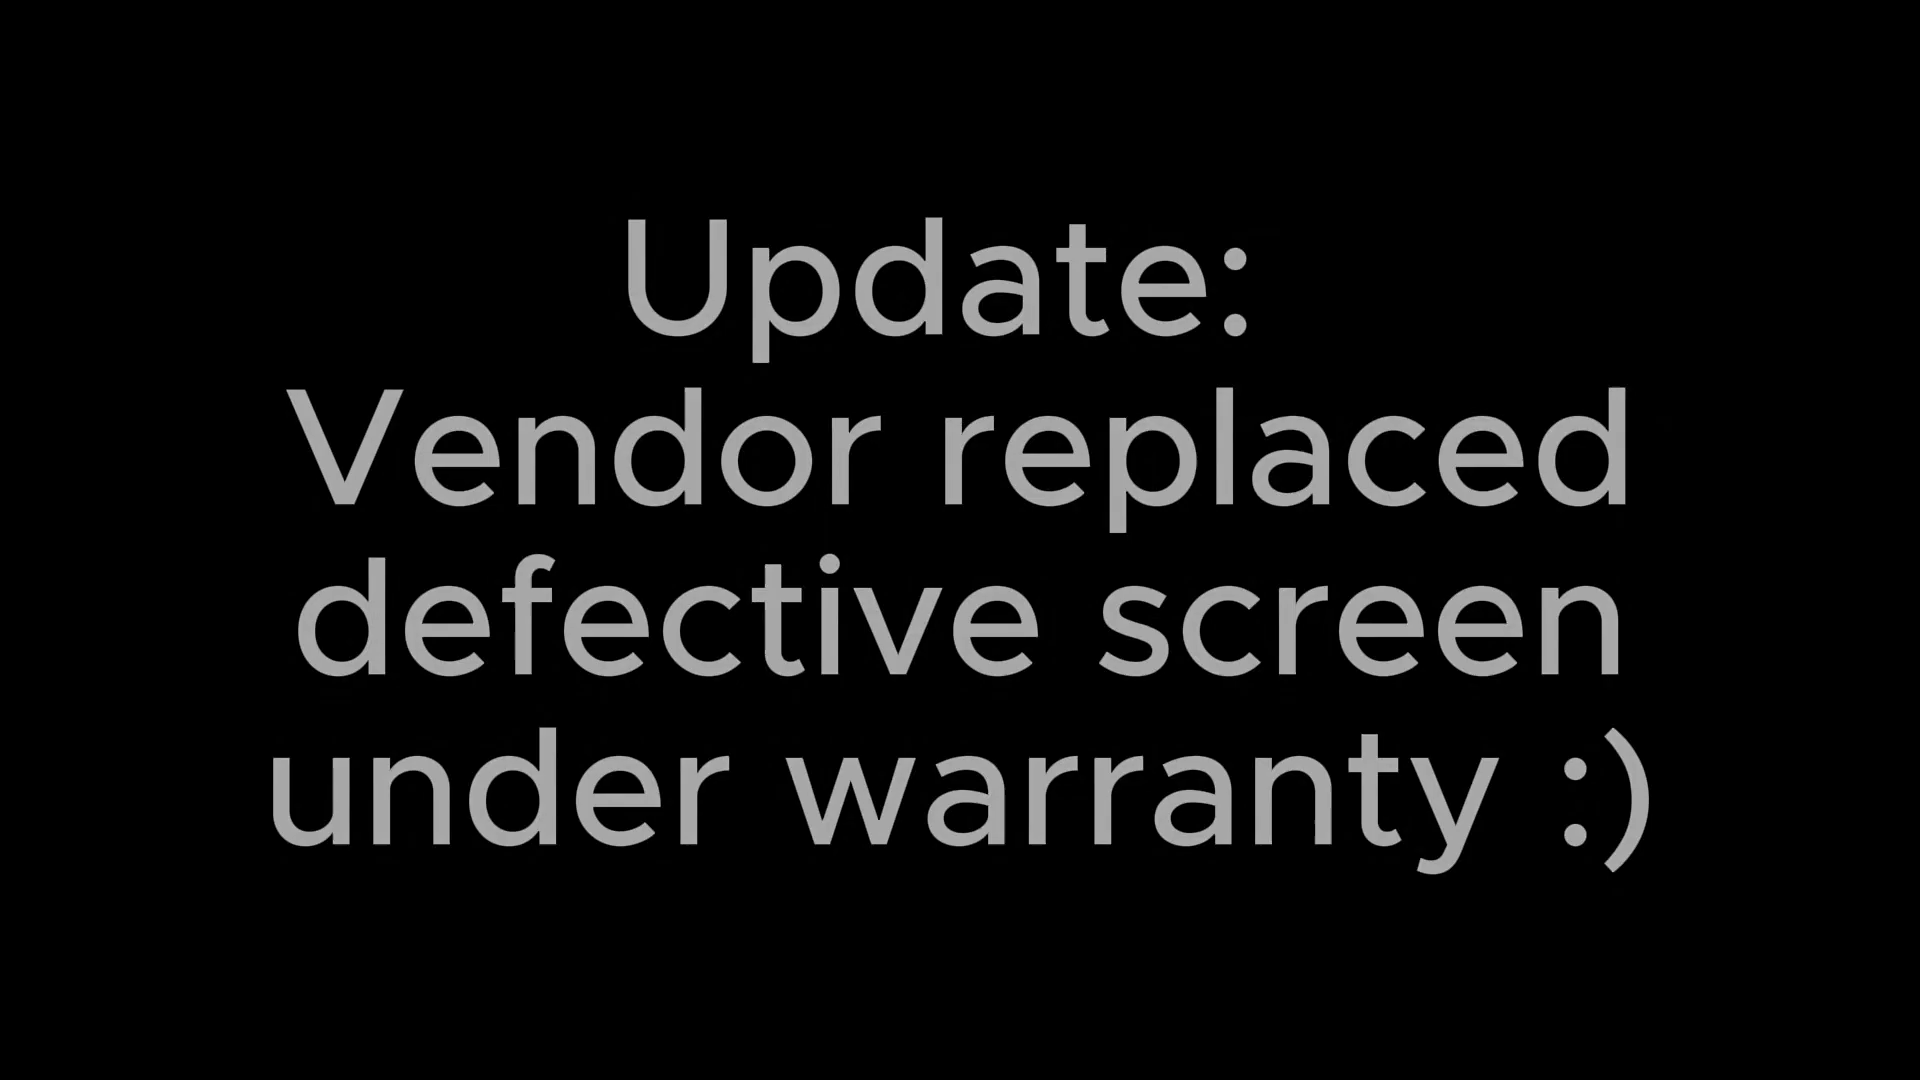 Update:
Vendor replaced
defective screen
under warranty :)